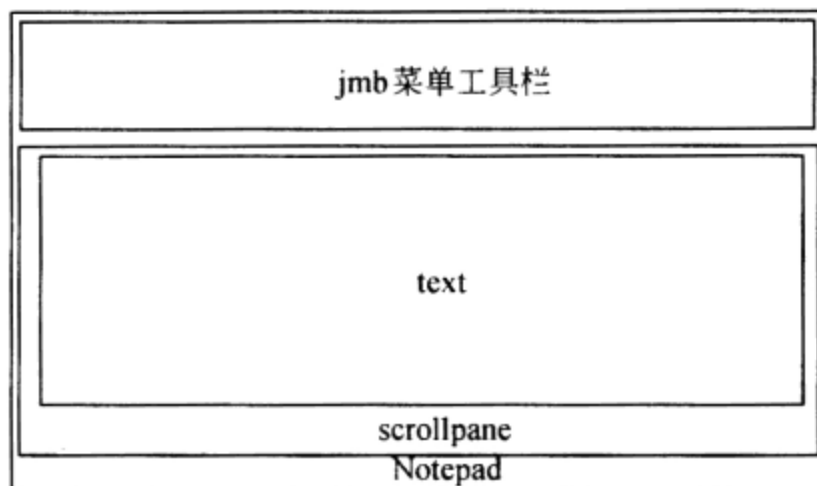 jmb菜单工具栏
text
scrollpane
Notepad